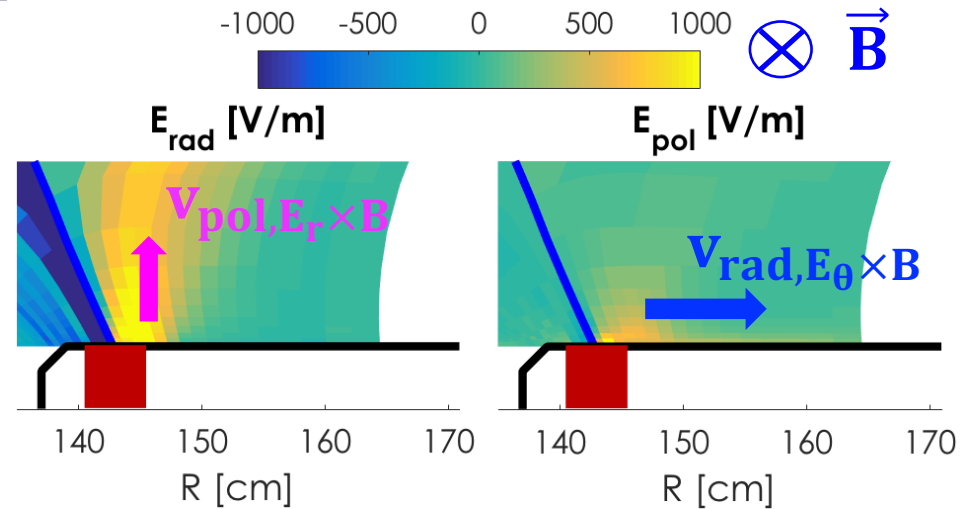 -1000 -500 0 500 1000
B
E_rad [V/m] E_pol [V/m]
v_pol,E_r×B
v_rad,E_θ×B
140 150 160 170 140 150 160 170
R [cm] R [cm]